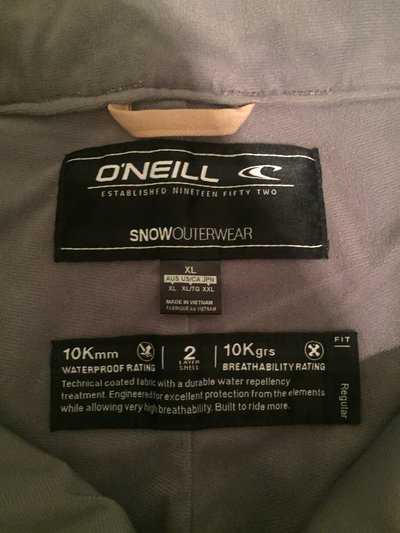 O'NEILL
ESTABLISHED NINETEEN FIFTY TWO
SNOWOUTERWEAR
XL
AUS US/CA JPN
XL XL/TG XXL
MADE IN VIETNAM
FABRIQUÉ AU VIETNAM
10Kmm
WATERPROOF RATING
2
LAYER
SHELL
10Kgrs
BREATHABILITY RATING
Technical coated fabric with a durable water repellency
treatment. Engineered for excellent protection from the elements
while allowing very high breathability. Built to ride more.
FIT
Regular